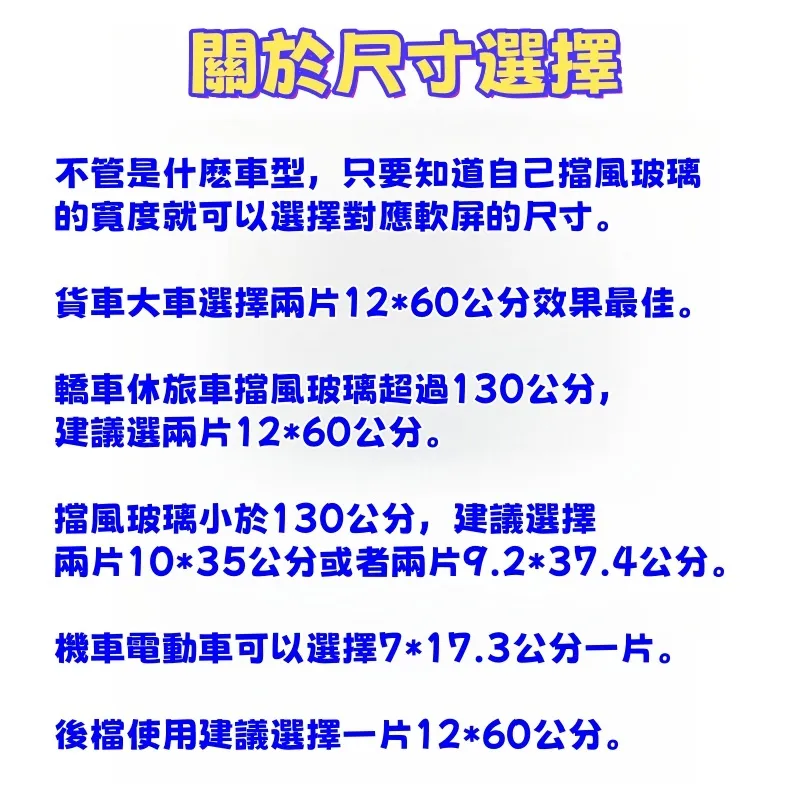 關於尺寸選擇
不管是什麽車型，只要知道自己擋風玻璃
的寬度就可以選擇對應軟屏的尺寸。
貨車大車選擇兩片12*60公分效果最佳。
轎車休旅車擋風玻璃超過130公分，
建議選兩片12*60公分。
擋風玻璃小於130公分，建議選擇
兩片10*35公分或者兩片9.2*37.4公分。
機車電動車可以選擇7*17.3公分一片。
後檔使用建議選擇一片12*60公分。